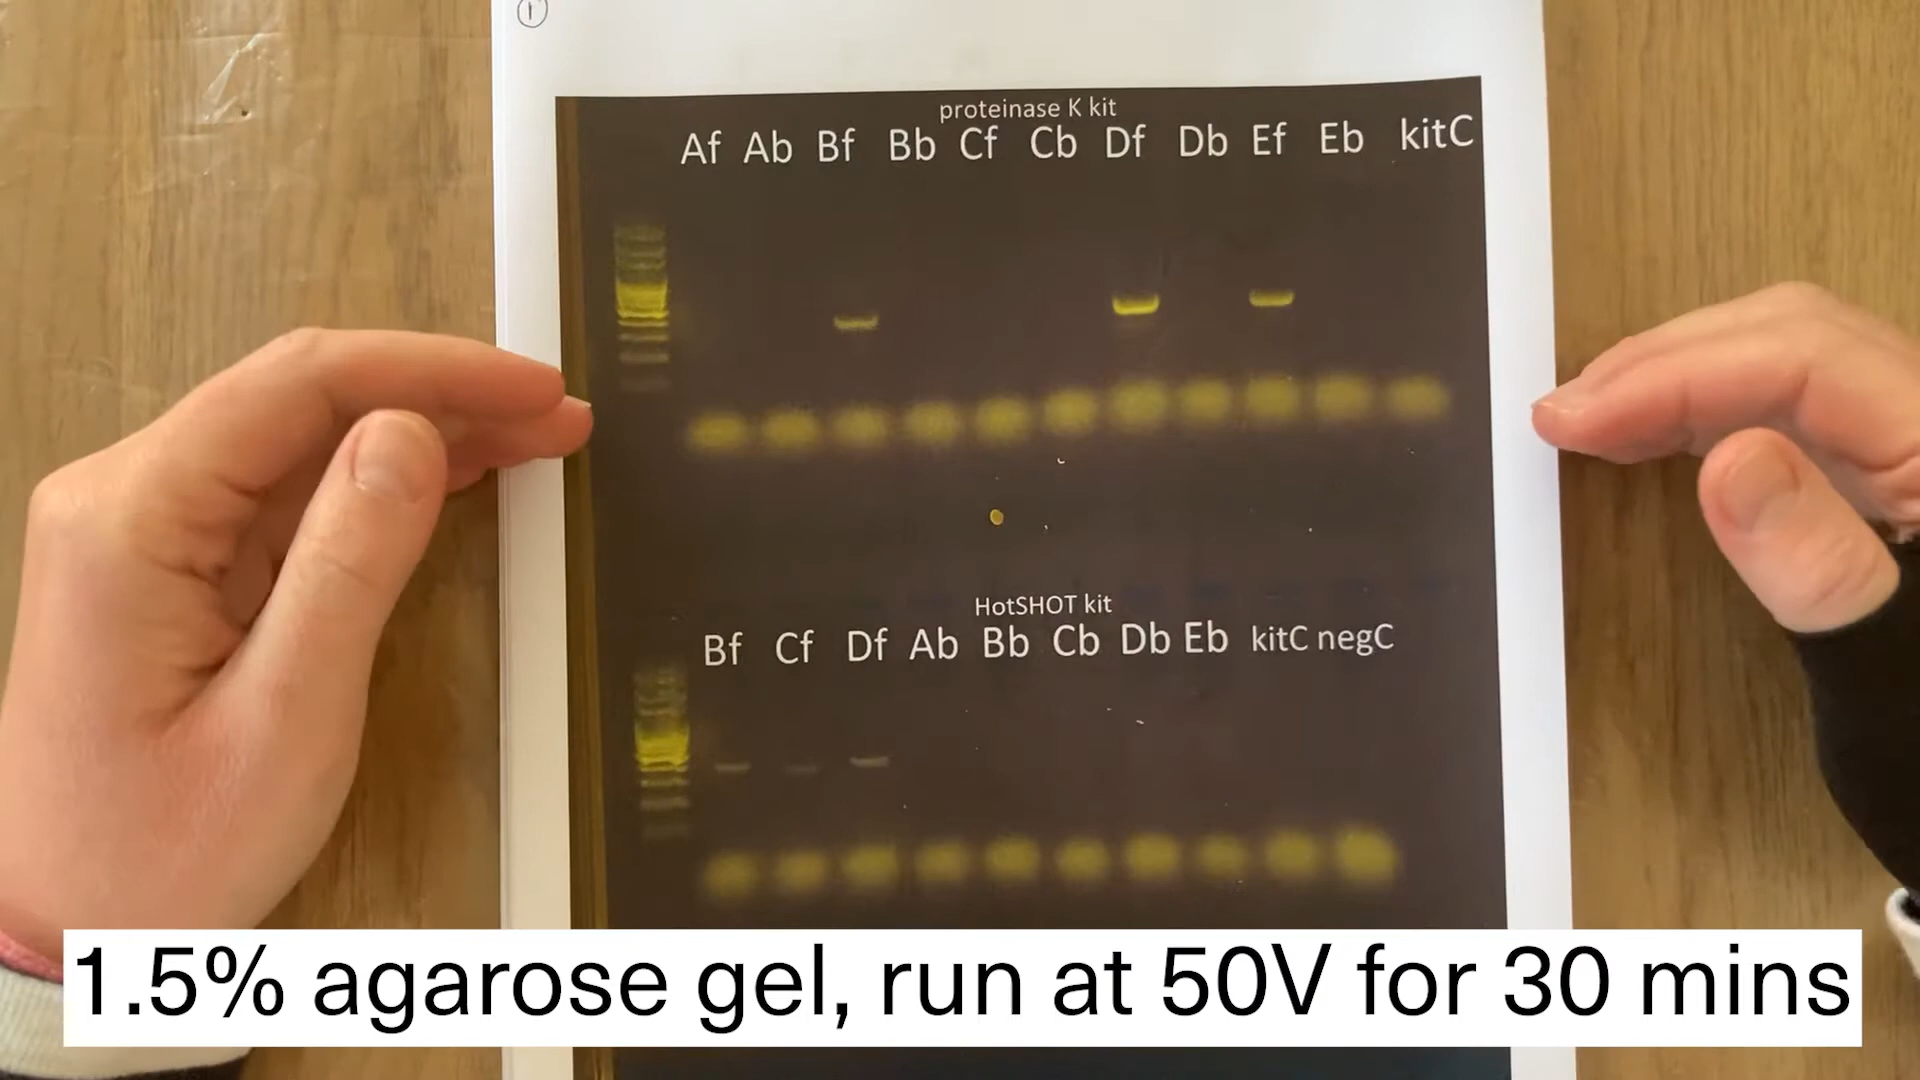 1
proteinase K kit
Af Ab Bf Bb Cf Cb Df Db Ef Eb kitC
HotSHOT kit
Bf Cf Df Ab Bb Cb Db Eb kitC negC
1.5% agarose gel, run at 50V for 30 mins